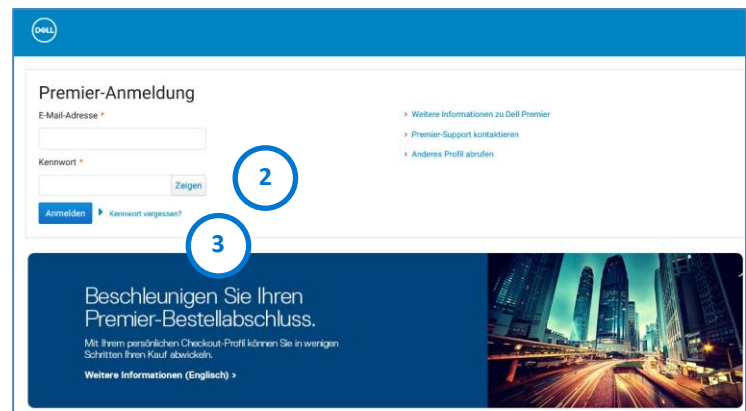 DELL
Premier-Anmeldung
E-Mail-Adresse *
> Weitere Informationen zu Dell Premier
> Premier-Support kontaktieren
> Anderes Profil abrufen
Kennwort *
Zeigen
2
Anmelden
Kennwort vergessen?
3
Beschleunigen Sie Ihren
Premier-Bestellabschluss.
Mit Ihrem persönlichen Checkout-Profil können Sie in wenigen
Schritten Ihren Kauf abwickeln.
Weitere Informationen (Englisch) >